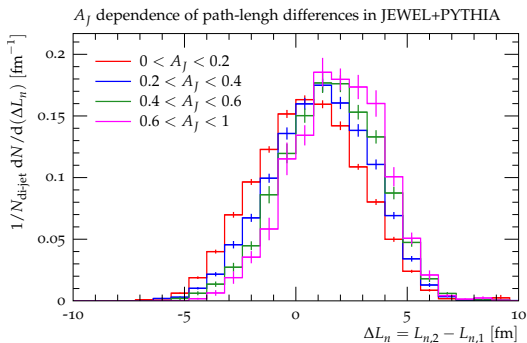 A_J dependence of path-lengh differences in JEWEL+PYTHIA
1/N_di-jet dN/d(ΔL_n) [fm⁻¹]
0.2
0.15
0.1
0.05
0
0 < A_J < 0.2
0.2 < A_J < 0.4
0.4 < A_J < 0.6
0.6 < A_J < 1
-10 -5 0 5 10
ΔL_n = L_n,2 − L_n,1 [fm]